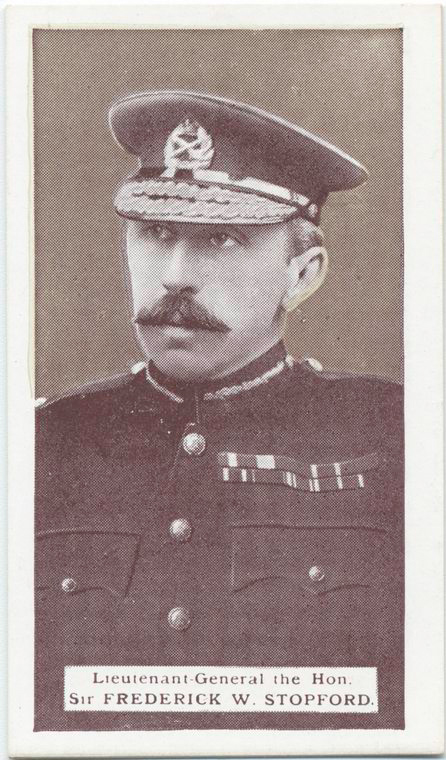 Lieutenant-General the Hon.
Sir FREDERICK W. STOPFORD.